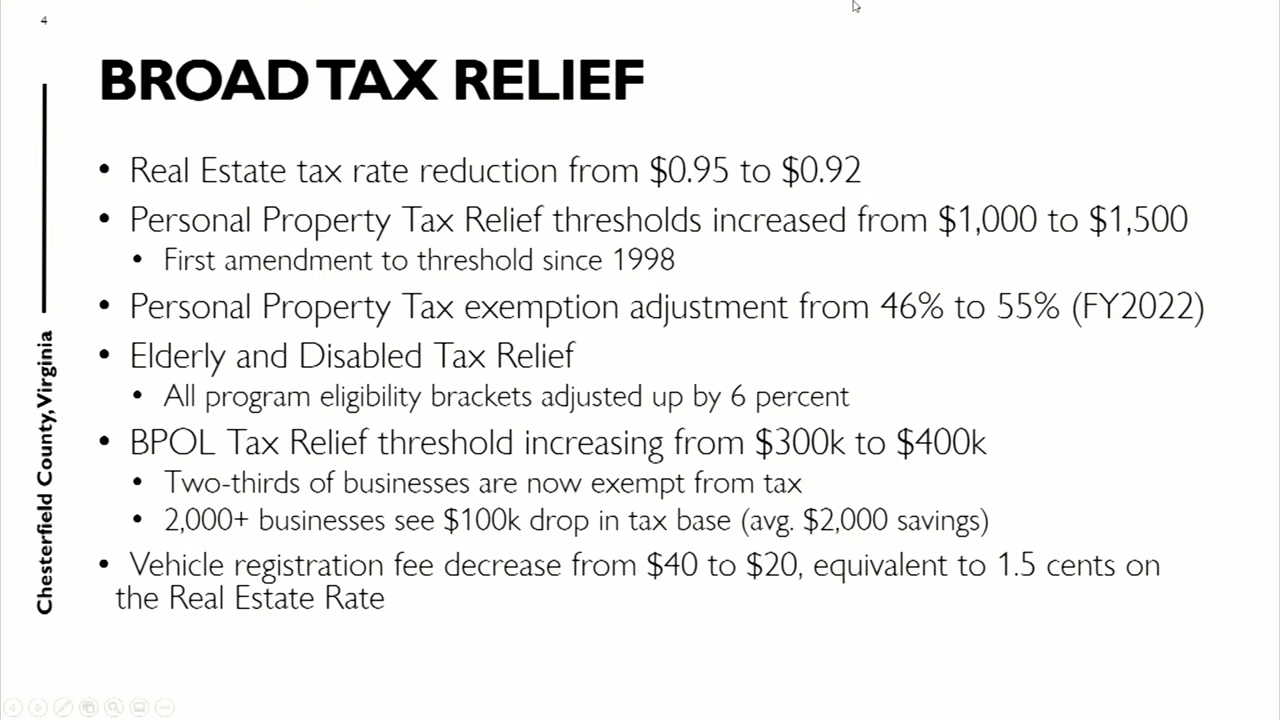 4
BROAD TAX RELIEF
• Real Estate tax rate reduction from $0.95 to $0.92
• Personal Property Tax Relief thresholds increased from $1,000 to $1,500
• First amendment to threshold since 1998
• Personal Property Tax exemption adjustment from 46% to 55% (FY2022)
• Elderly and Disabled Tax Relief
• All program eligibility brackets adjusted up by 6 percent
• BPOL Tax Relief threshold increasing from $300k to $400k
• Two-thirds of businesses are now exempt from tax
• 2,000+ businesses see $100k drop in tax base (avg. $2,000 savings)
• Vehicle registration fee decrease from $40 to $20, equivalent to 1.5 cents on
the Real Estate Rate
Chesterfield County, Virginia